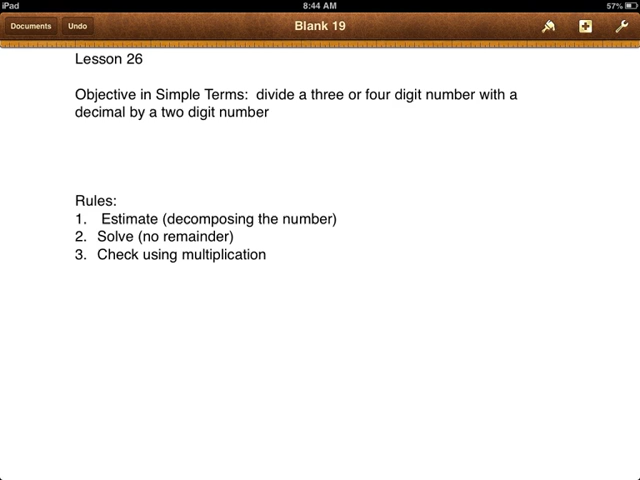 iPad 8:44 AM 57%
Documents Undo Blank 19
Lesson 26
Objective in Simple Terms: divide a three or four digit number with a
decimal by a two digit number
Rules:
1. Estimate (decomposing the number)
2. Solve (no remainder)
3. Check using multiplication